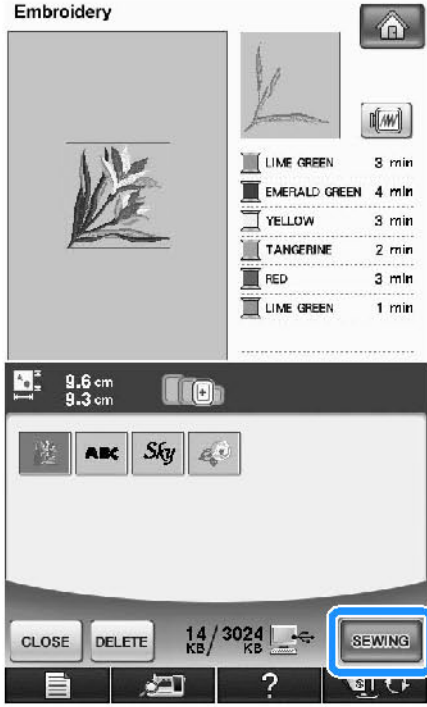 Embroidery
LIME GREEN 3 min
EMERALD GREEN 4 min
YELLOW 3 min
TANGERINE 2 min
RED 3 min
LIME GREEN 1 min
9.6 cm
9.3 cm
ABC Sky
CLOSE DELETE 14 KB / 3024 KB SEWING
?